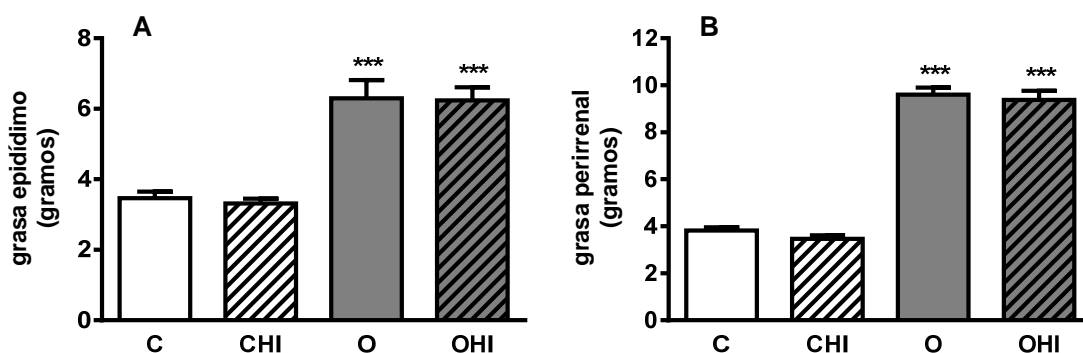 A
grasa epidídimo
(gramos)
8
6
4
2
0
***
***
C
CHI
O
OHI
B
grasa perirrenal
(gramos)
12
10
8
6
4
2
0
***
***
C
CHI
O
OHI